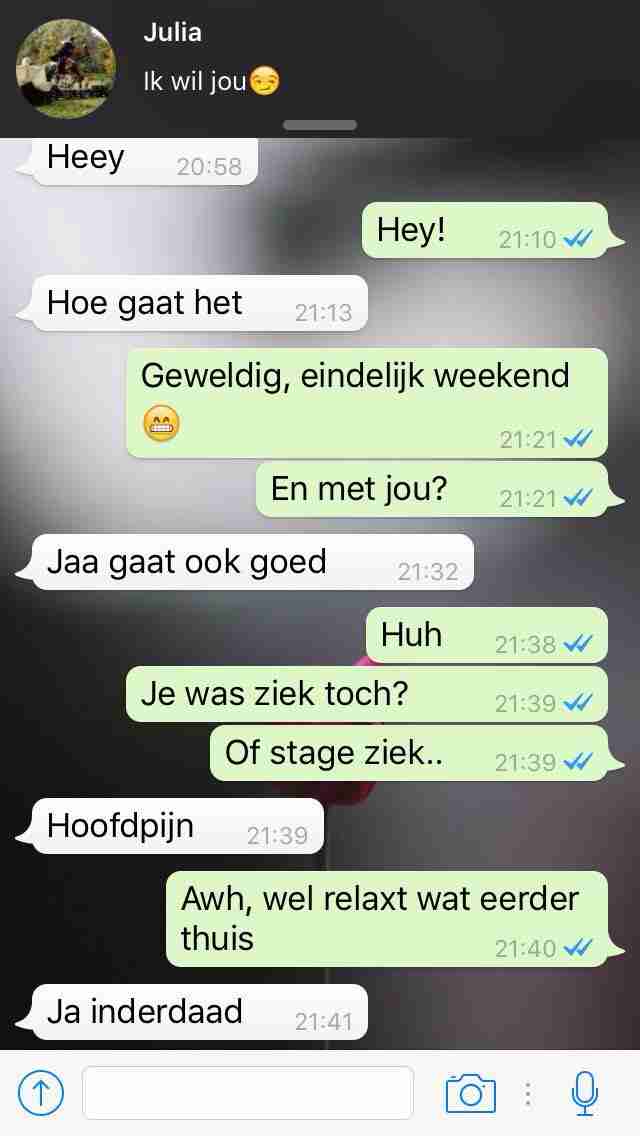 Julia
Ik wil jou😏
Heey 20:58
Hey! 21:10
Hoe gaat het 21:13
Geweldig, eindelijk weekend
😁 21:21
En met jou? 21:21
Jaa gaat ook goed 21:32
Huh 21:38
Je was ziek toch? 21:39
Of stage ziek.. 21:39
Hoofdpijn 21:39
Awh, wel relaxt wat eerder
thuis 21:40
Ja inderdaad 21:41